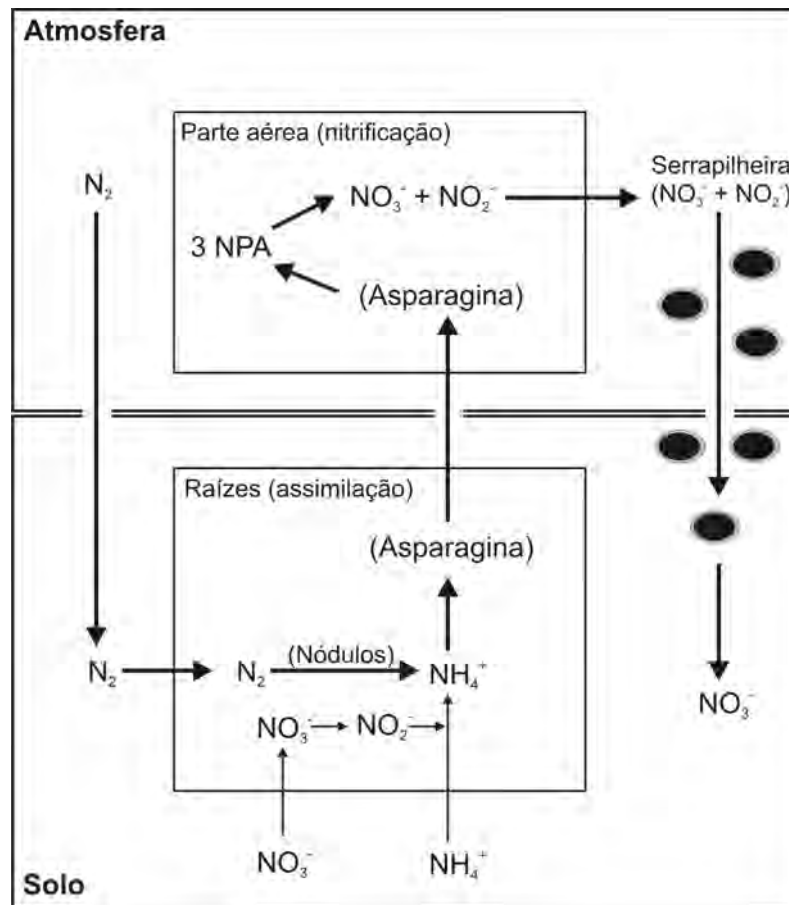 Atmosfera
Parte aérea (nitrificação)
N₂
NO₃⁻ + NO₂⁻
Serrapilheira
(NO₃⁻ + NO₂⁻)
3 NPA
(Asparagina)
Raízes (assimilação)
(Asparagina)
N₂
N₂
(Nódulos)
NH₄⁺
NO₃⁻
NO₂⁻
NO₃⁻
NO₃⁻
NH₄⁺
Solo